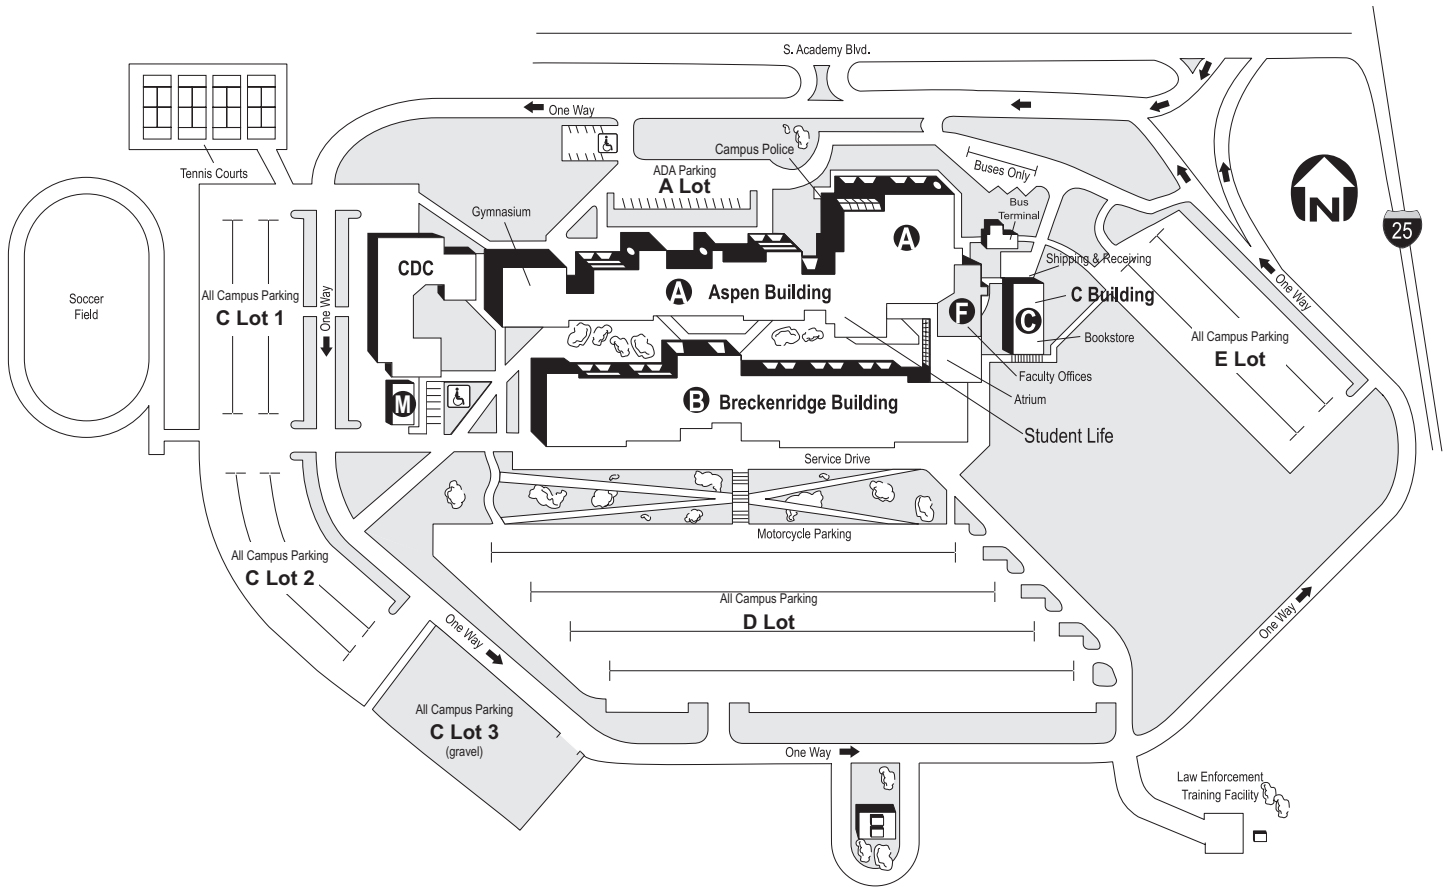 S. Academy Blvd.
One Way
Campus Police
Tennis Courts
ADA Parking
A Lot
Buses Only
Gymnasium
Bus
Terminal
N
25
A
CDC
Shipping & Receiving
Soccer
Field
All Campus Parking
C Lot 1
One Way
A
Aspen Building
C Building
F
C
One Way
Bookstore
All Campus Parking
E Lot
Faculty Offices
Atrium
M
B
Breckenridge Building
Student Life
Service Drive
Motorcycle Parking
All Campus Parking
C Lot 2
All Campus Parking
D Lot
One Way
One Way
All Campus Parking
C Lot 3
(gravel)
One Way
Law Enforcement
Training Facility